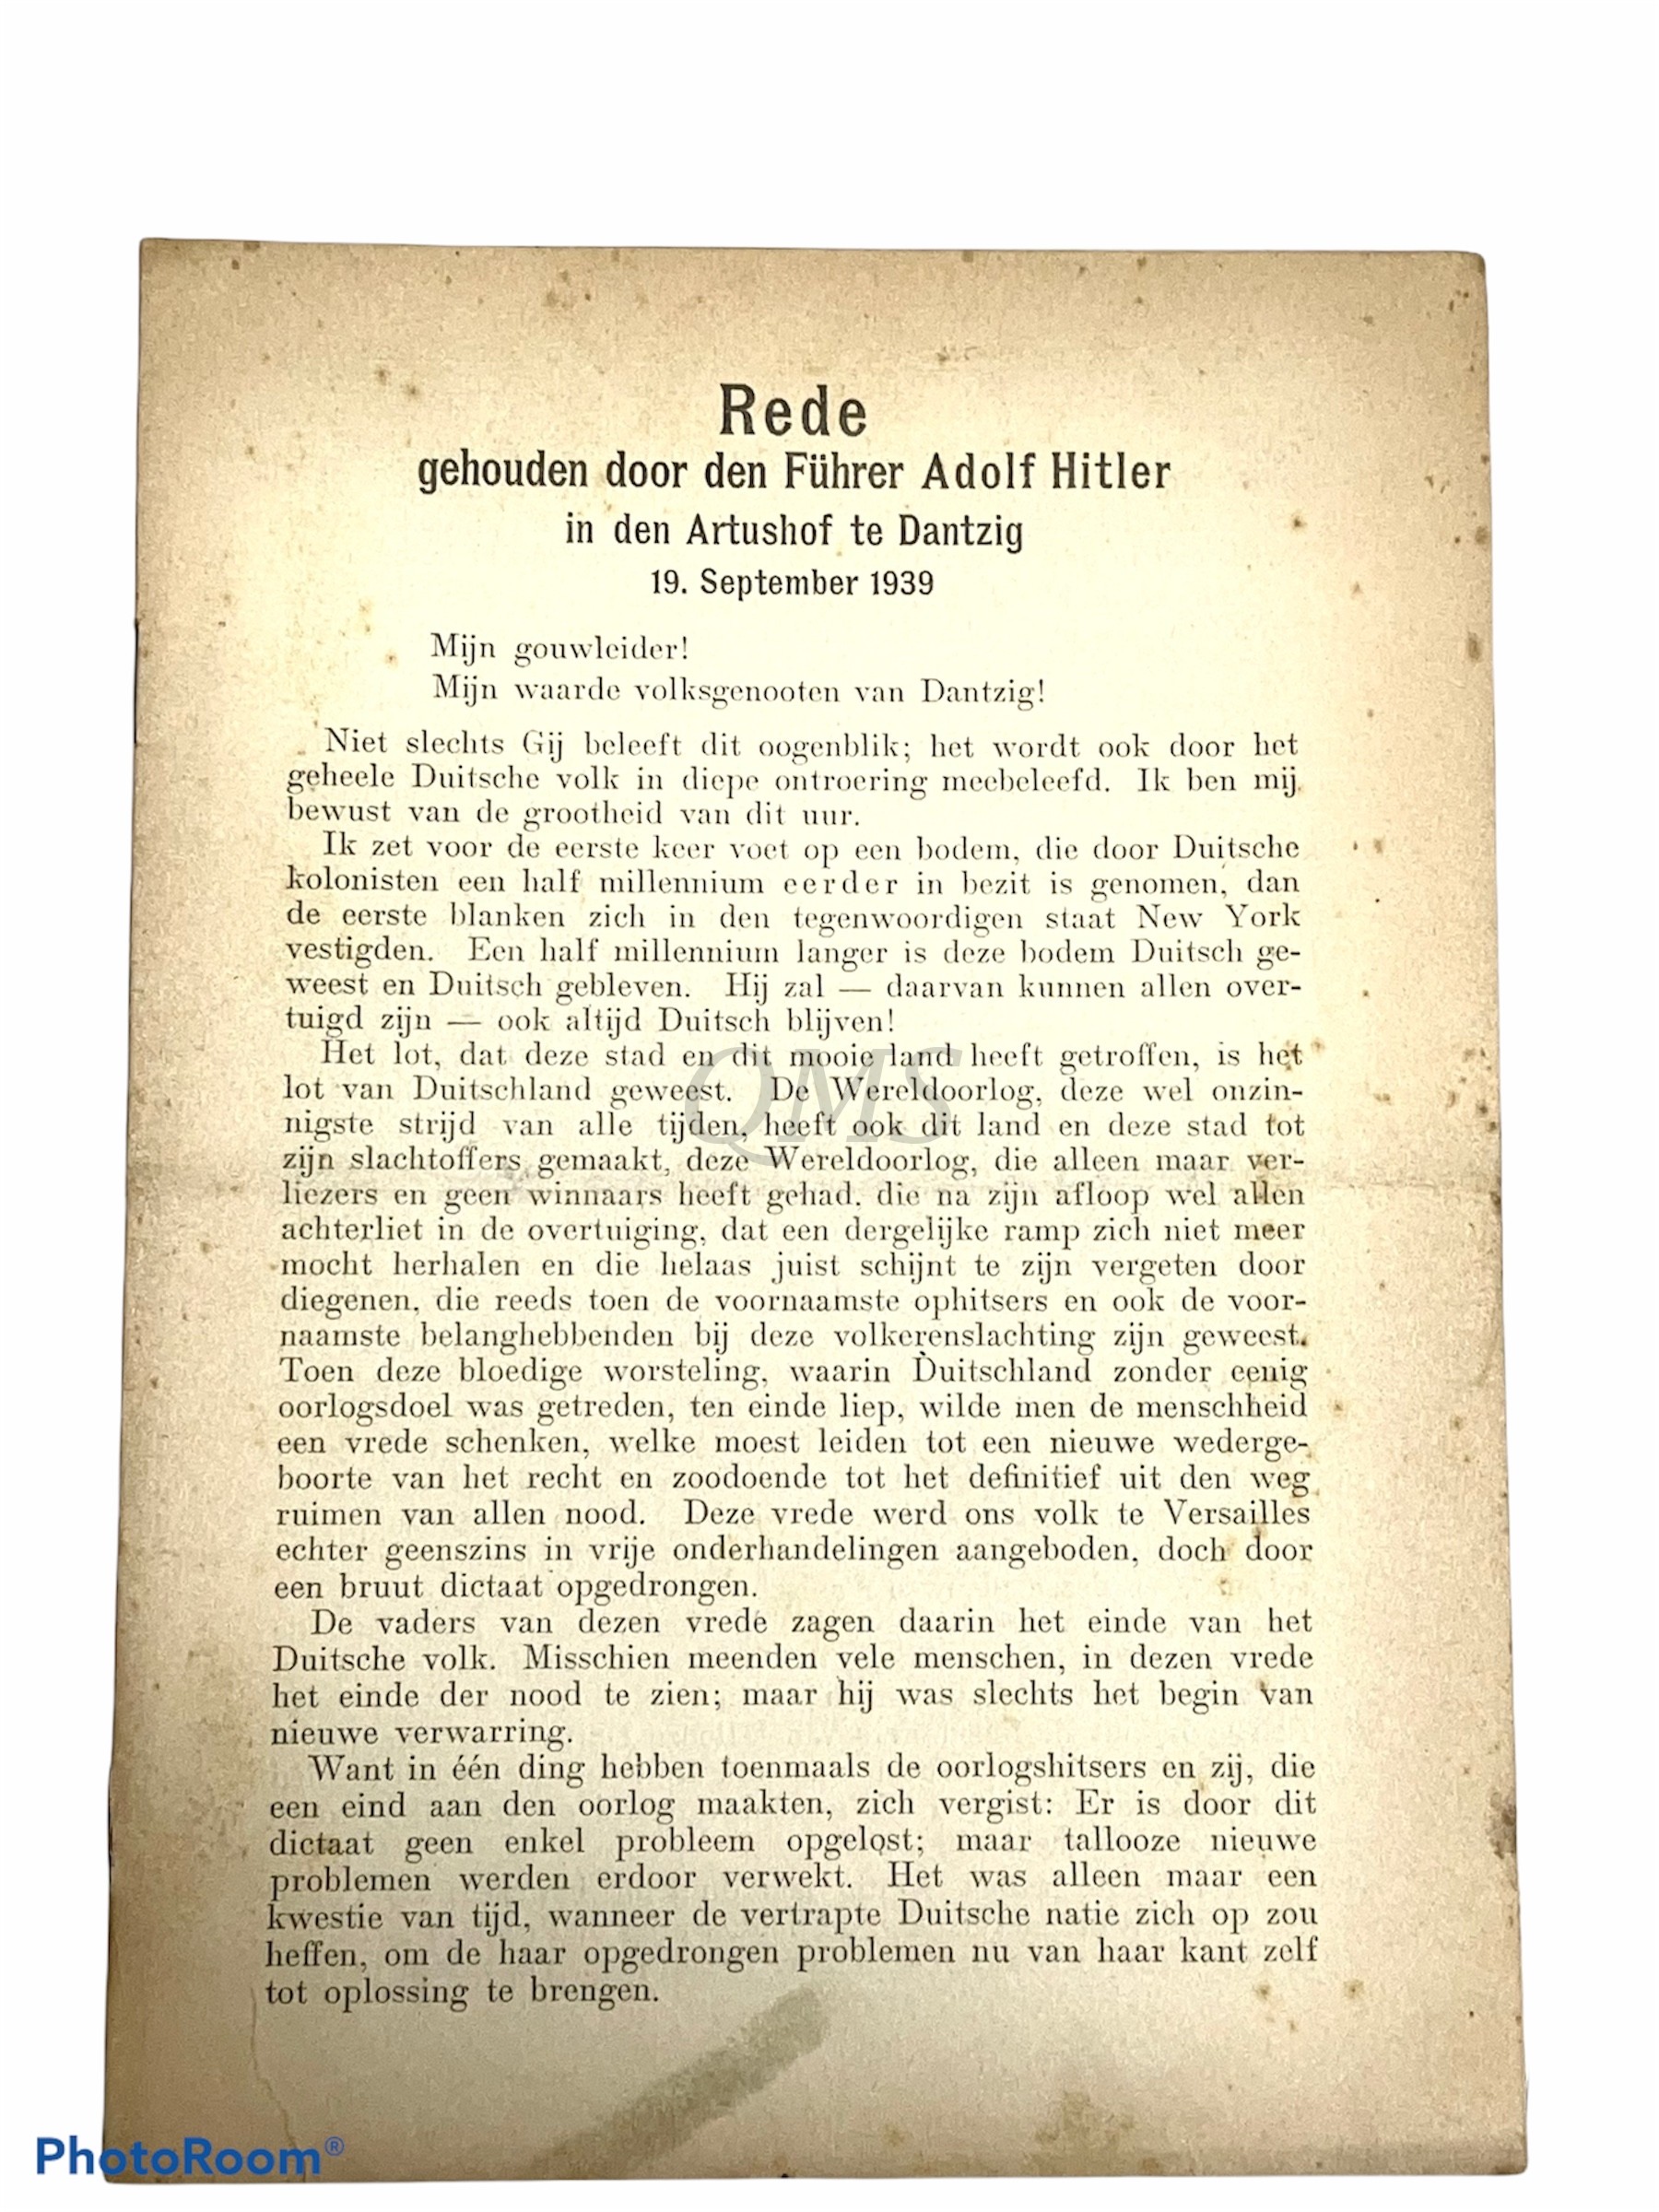 Rede
gehouden door den Führer Adolf Hitler
in den Artushof te Dantzig
19. September 1939
Mijn gouwleider!
Mijn waarde volksgenooten van Dantzig!
Niet slechts Gij beleeft dit oogenblik; het wordt ook door het
geheele Duitsche volk in diepe ontroering meebeleefd. Ik ben mij
bewust van de grootheid van dit uur.
Ik zet voor de eerste keer voet op een bodem, die door Duitsche
kolonisten een half millennium eerder in bezit is genomen, dan
de eerste blanken zich in den tegenwoordigen staat New York
vestigden. Een half millennium langer is deze bodem Duitsch ge-
weest en Duitsch gebleven. Hij zal — daarvan kunnen allen over-
tuigd zijn — ook altijd Duitsch blijven!
Het lot, dat deze stad en dit mooie land heeft getroffen, is het
lot van Duitschland geweest. De Wereldoorlog, deze wel onzin-
nigste strijd van alle tijden, heeft ook dit land en deze stad tot
zijn slachtoffers gemaakt, deze Wereldoorlog, die alleen maar ver-
liezers en geen winnaars heeft gehad, die na zijn afloop wel allen
achterliet in de overtuiging, dat een dergelijke ramp zich niet meer
mocht herhalen en die helaas juist schijnt te zijn vergeten door
diegenen, die reeds toen de voornaamste ophitsers en ook de voor-
naamste belanghebbenden bij deze volkerenslachting zijn geweest.
Toen deze bloedige worsteling, waarin Duitschland zonder eenig
oorlogsdoel was getreden, ten einde liep, wilde men de menschheid
een vrede schenken, welke moest leiden tot een nieuwe wederge-
boorte van het recht en zoodoende tot het definitief uit den weg
ruimen van allen nood. Deze vrede werd ons volk te Versailles
echter geenszins in vrije onderhandelingen aangeboden, doch door
een bruut dictaat opgedrongen.
De vaders van dezen vrede zagen daarin het einde van het
Duitsche volk. Misschien meenden vele menschen, in dezen vrede
het einde der nood te zien; maar hij was slechts het begin van
nieuwe verwarring.
Want in één ding hebben toenmaals de oorlogshitsers en zij, die
een eind aan den oorlog maakten, zich vergist: Er is door dit
dictaat geen enkel probleem opgelost; maar tallooze nieuwe
problemen werden erdoor verwekt. Het was alleen maar een
kwestie van tijd, wanneer de vertrapte Duitsche natie zich op zou
heffen, om de haar opgedrongen problemen nu van haar kant zelf
tot oplossing te brengen.
QMS
PhotoRoom®